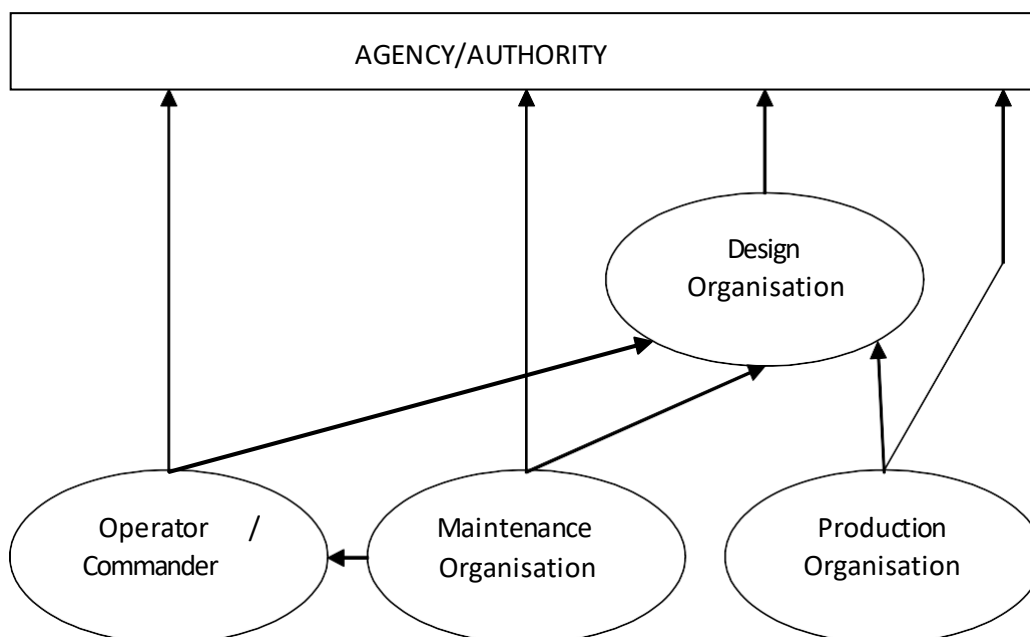 AGENCY/AUTHORITY
Design
Organisation
Operator /
Commander
Maintenance
Organisation
Production
Organisation